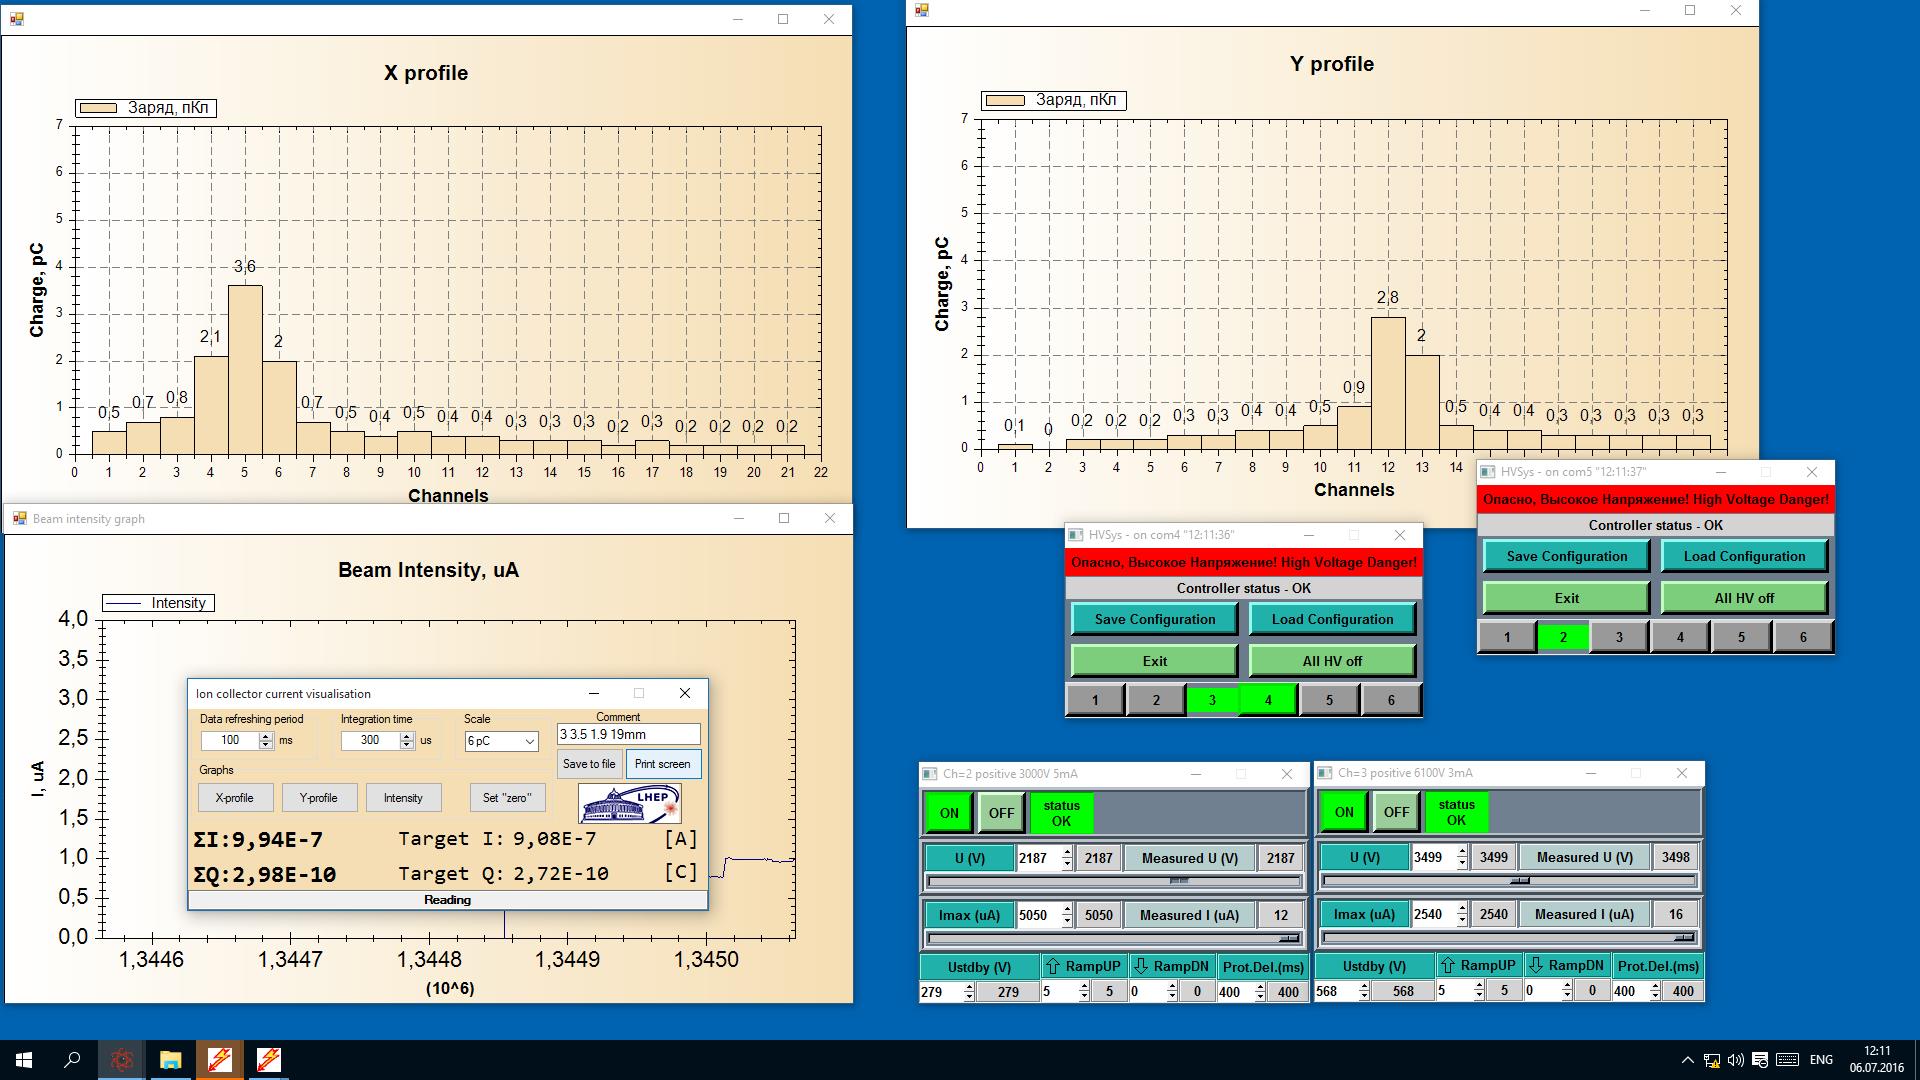 X profile
Заряд, пКл
7
6
5
4
3
2
1
0
Charge, pC
0,5 0,7 0,8 2,1 3,6 2 0,7 0,5 0,4 0,5 0,4 0,4 0,3 0,3 0,3 0,2 0,3 0,2 0,2 0,2 0,2
0 1 2 3 4 5 6 7 8 9 10 11 12 13 14 15 16 17 18 19 20 21 22
Channels
Y profile
Заряд, пКл
7
6
5
4
3
2
1
0
Charge, pC
0,1 0 0,2 0,2 0,2 0,3 0,3 0,4 0,4 0,5 0,9 2,8 2 0,5 0,4 0,4 0,3 0,3 0,3 0,3 0,3
0 1 2 3 4 5 6 7 8 9 10 11 12 13 14
Channels
Beam intensity graph
Beam Intensity, uA
Intensity
4,0
3,5
3,0
2,5
2,0
1,5
1,0
0,5
0,0
I, uA
1,3446 1,3447 1,3448 1,3449 1,3450
(10^6)
Ion collector current visualisation
Data refreshing period
100 ms
Integration time
300 us
Scale
6 pC
Comment
3 3.5 1.9 19mm
Save to file Print screen
Graphs
X-profile Y-profile Intensity Set "zero"
LHEP
ΣI:9,94E-7 Target I: 9,08E-7 [A]
ΣQ:2,98E-10 Target Q: 2,72E-10 [C]
Reading
HVSys - on com4 "12:11:36"
Опасно, Высокое Напряжение! High Voltage Danger!
Controller status - OK
Save Configuration Load Configuration
Exit All HV off
1 2 3 4 5 6
HVSys - on com5 "12:11:37"
Опасно, Высокое Напряжение! High Voltage Danger!
Controller status - OK
Save Configuration Load Configuration
Exit All HV off
1 2 3 4 5 6
Ch=2 positive 3000V 5mA
ON OFF status OK
U (V) 2187 2187 Measured U (V) 2187
Imax (uA) 5050 5050 Measured I (uA) 12
Ustdby (V) RampUP RampDN Prot.Del.(ms)
279 279 5 5 0 0 400 400
Ch=3 positive 6100V 3mA
ON OFF status OK
U (V) 3499 3499 Measured U (V) 3498
Imax (uA) 2540 2540 Measured I (uA) 16
Ustdby (V) RampUP RampDN Prot.Del.(ms)
568 568 5 5 0 0 400 400
ENG
12:11
06.07.2016